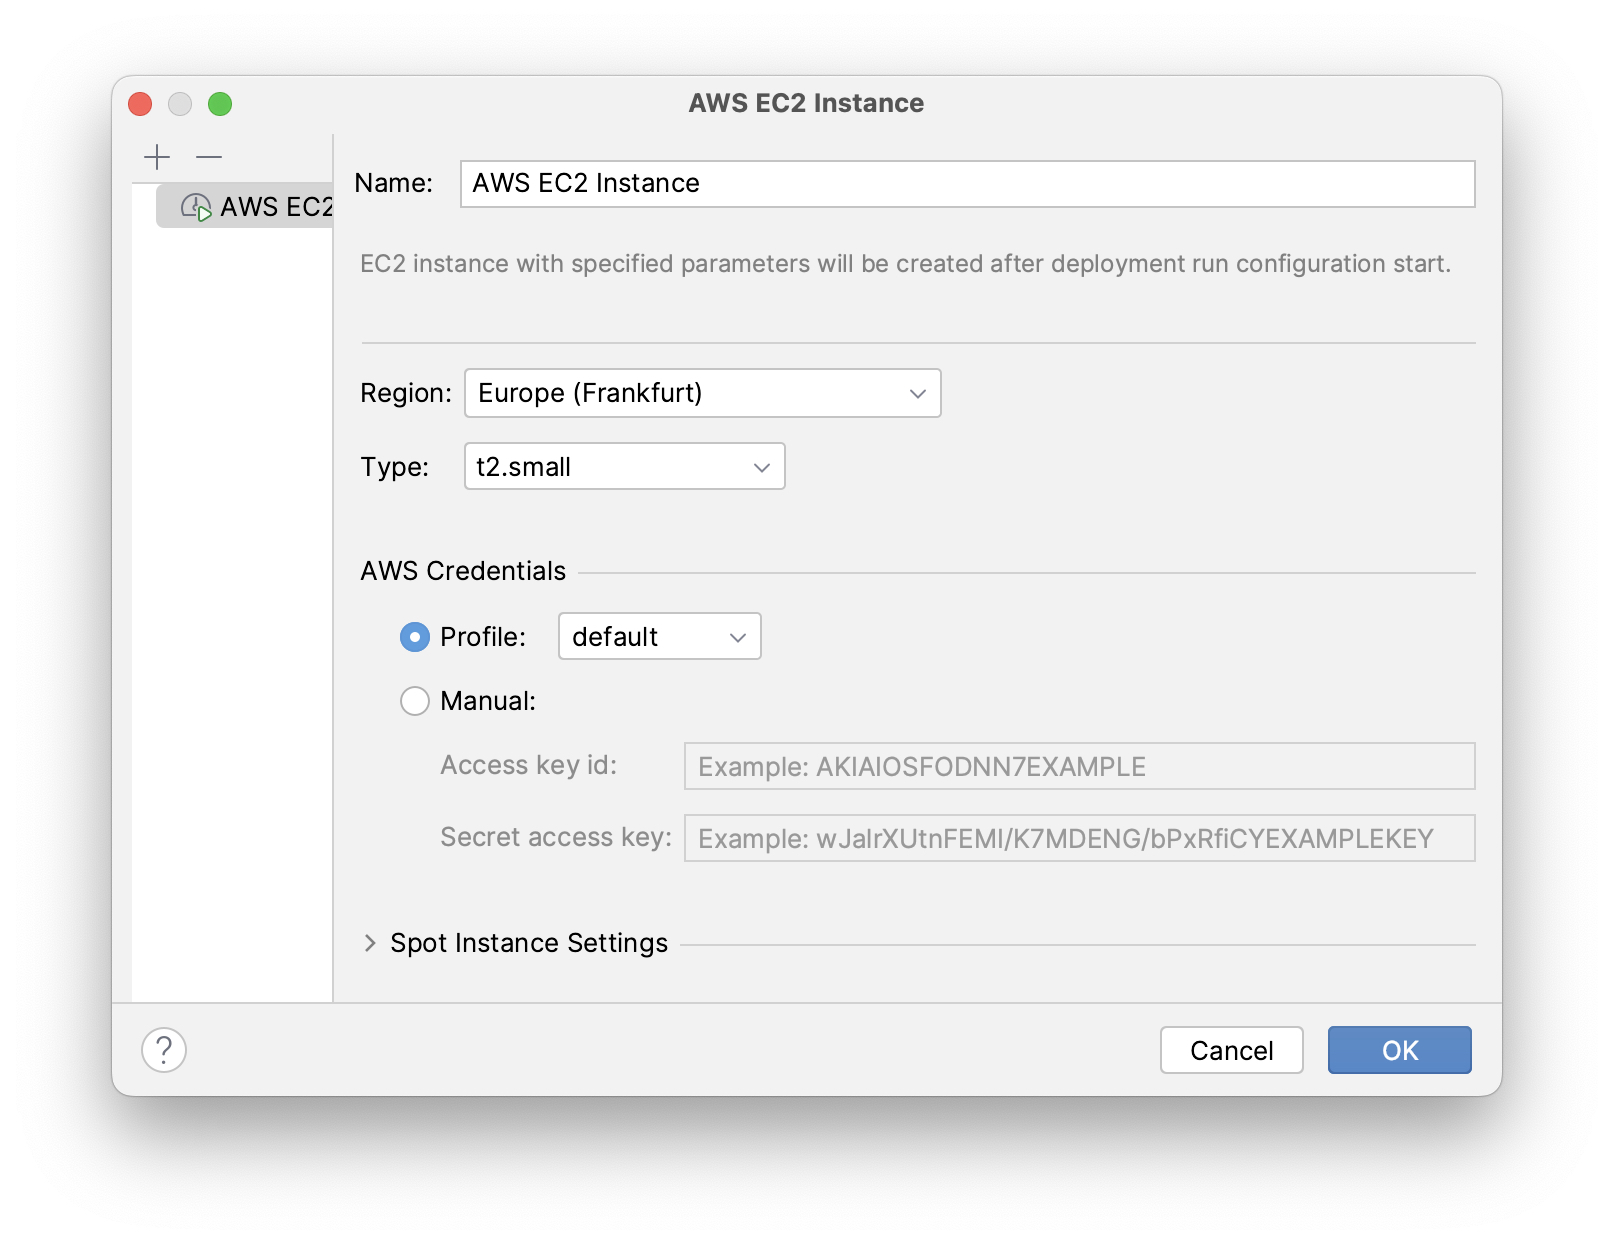 AWS EC2 Instance
AWS EC2
Name: AWS EC2 Instance
EC2 instance with specified parameters will be created after deployment run configuration start.
Region: Europe (Frankfurt)
Type: t2.small
AWS Credentials
Profile: default
Manual:
Access key id: Example: AKIAIOSFODNN7EXAMPLE
Secret access key: Example: wJalrXUtnFEMI/K7MDENG/bPxRfiCYEXAMPLEKEY
Spot Instance Settings
? Cancel OK